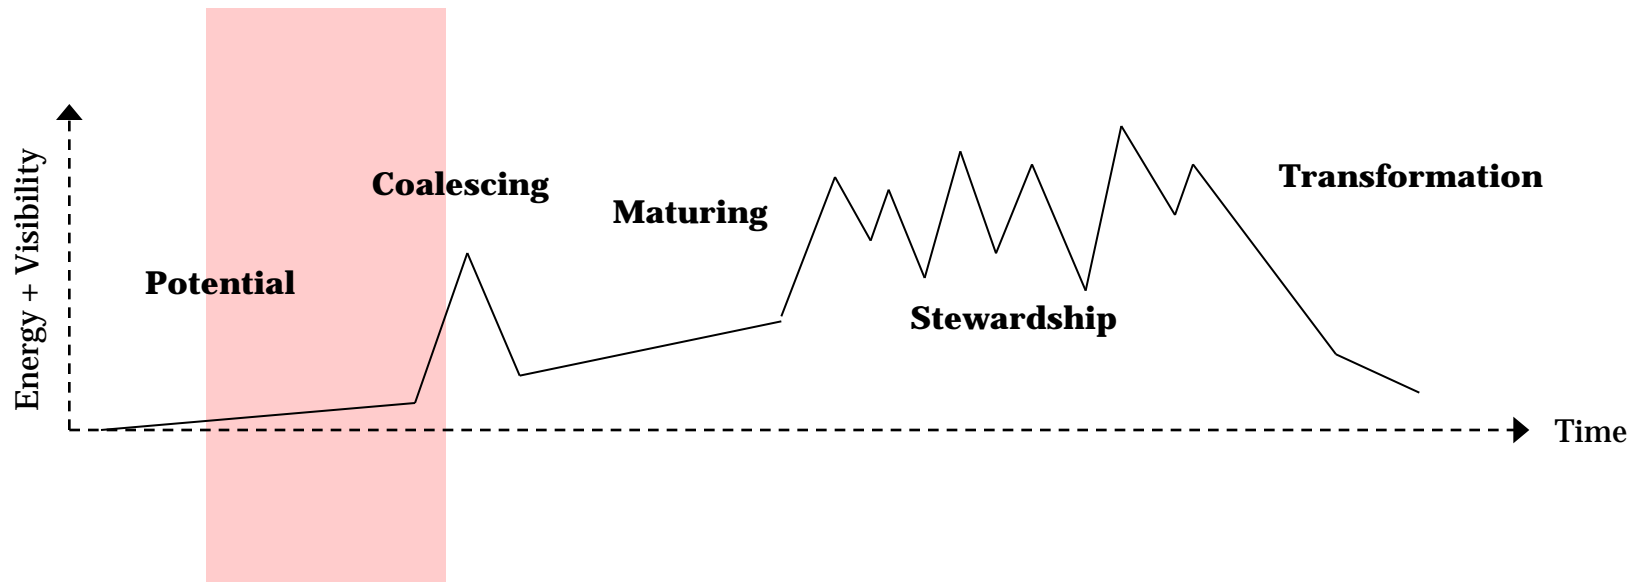 Energy + Visibility
Potential
Coalescing
Maturing
Stewardship
Transformation
Time